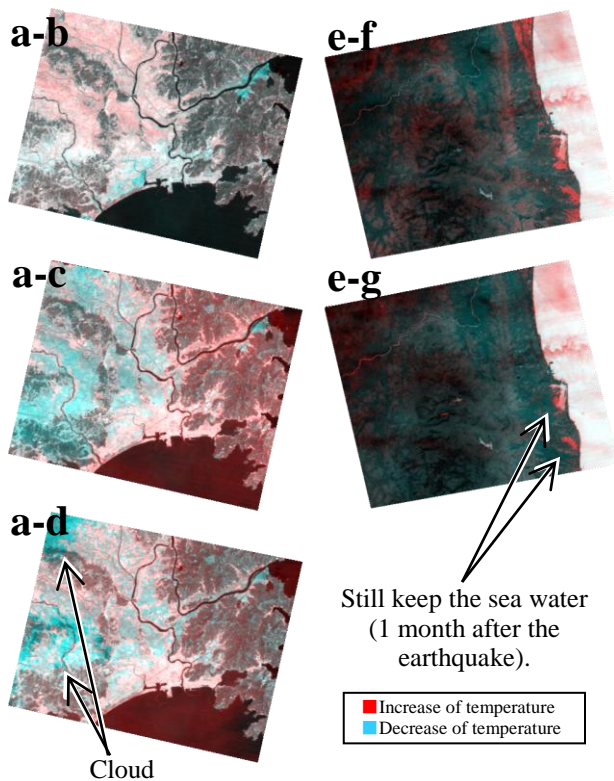 a-b
e-f
a-c
e-g
a-d
Still keep the sea water
(1 month after the
earthquake).
Increase of temperature
Decrease of temperature
Cloud